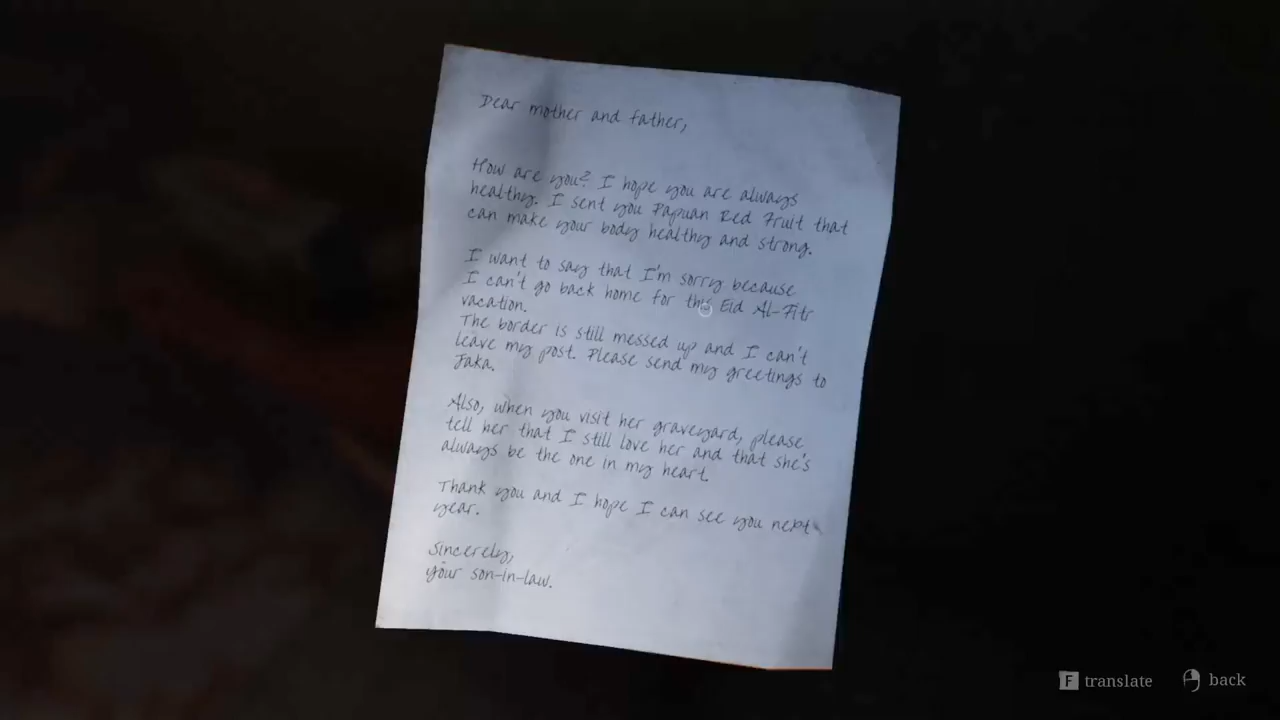 Dear mother and father,
How are you? I hope you are always
healthy. I sent you Papuan Red Fruit that
can make your body healthy and strong.
I want to say that I'm sorry because
I can't go back home for this Eid Al-Fitr
vacation.
The border is still messed up and I can't
leave my post. Please send my greetings to
Jaka.
Also, when you visit her graveyard, please
tell her that I still love her and that she's
always be the one in my heart.
Thank you and I hope I can see you next
year.
Sincerely,
your son-in-law.
F translate
back